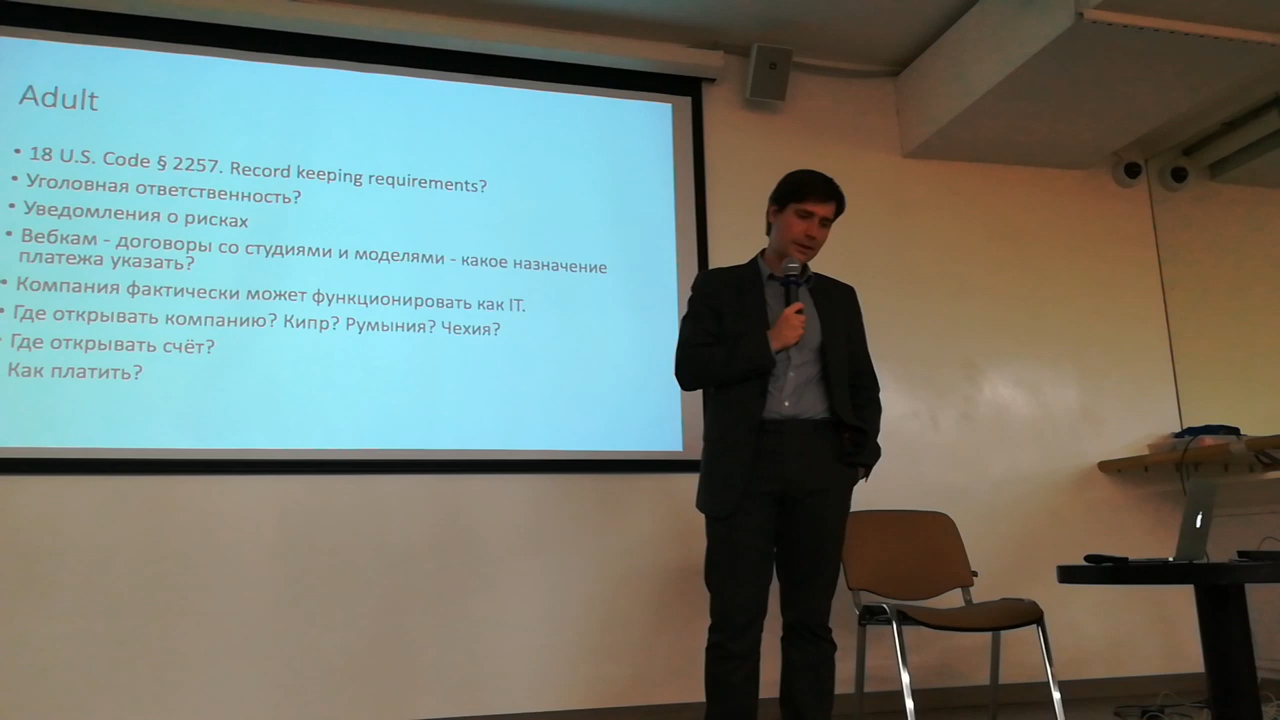 Adult
• 18 U.S. Code § 2257. Record keeping requirements?
• Уголовная ответственность?
• Уведомления о рисках
• Вебкам - договоры со студиями и моделями - какое назначение
платежа указать?
• Компания фактически может функционировать как IT.
• Где открывать компанию? Кипр? Румыния? Чехия?
• Где открывать счёт?
Как платить?